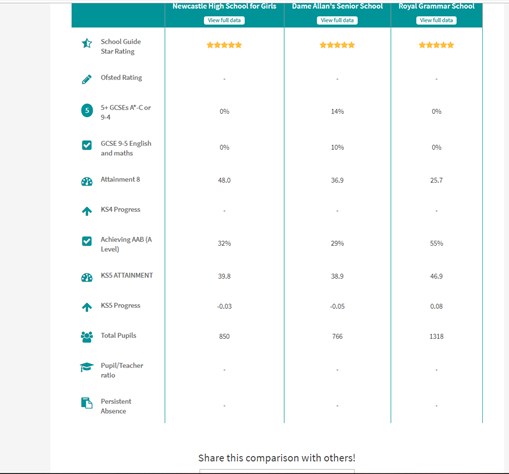 Newcastle High School for Girls Dame Allan's Senior School Royal Grammar School
View full data View full data View full data
School Guide
Star Rating
Ofsted Rating - - -
5 5+ GCSEs A*-C or
9-4 0% 14% 0%
GCSE 9-5 English
and maths 0% 10% 0%
Attainment 8 48.0 36.9 25.7
KS4 Progress - - -
Achieving AAB (A
Level) 32% 29% 55%
KS5 ATTAINMENT 39.8 38.9 46.9
KS5 Progress -0.03 -0.05 0.08
Total Pupils 850 766 1318
Pupil/Teacher
ratio - - -
Persistent
Absence - - -
Share this comparison with others!